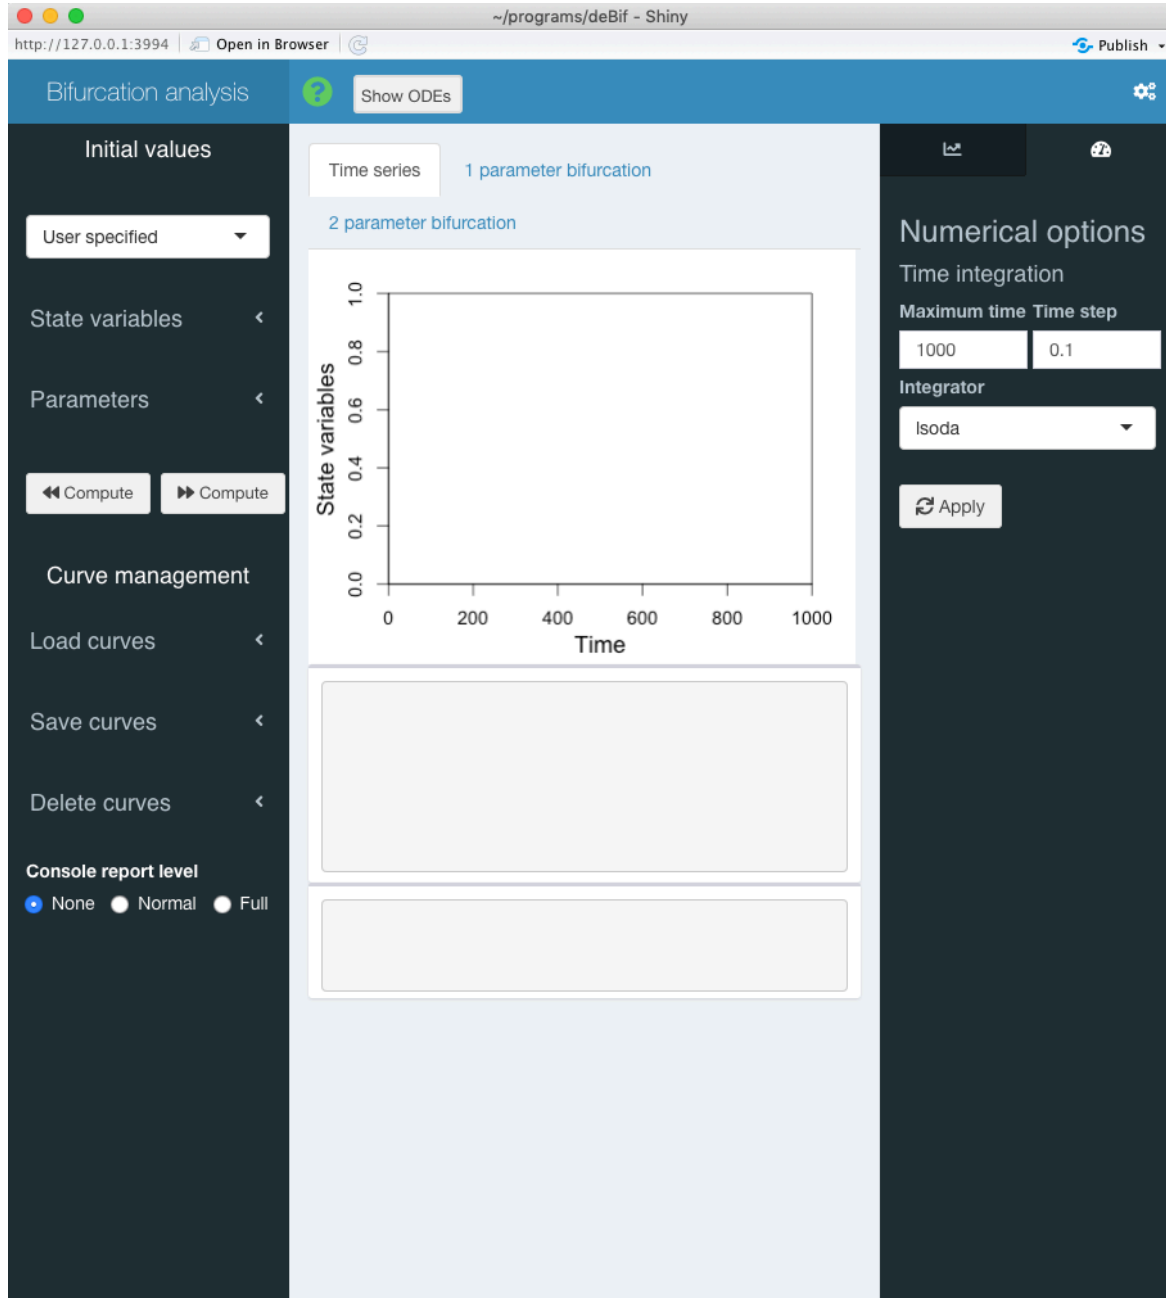 ~/programs/deBif - Shiny
http://127.0.0.1:3994 Open in Browser Publish
Bifurcation analysis ? Show ODEs
Initial values
User specified
State variables
Parameters
Compute Compute
Curve management
Load curves
Save curves
Delete curves
Console report level
None Normal Full
Time series 1 parameter bifurcation
2 parameter bifurcation
State variables
1.0
0.8
0.6
0.4
0.2
0.0
0 200 400 600 800 1000
Time
Numerical options
Time integration
Maximum time Time step
1000 0.1
Integrator
lsoda
Apply